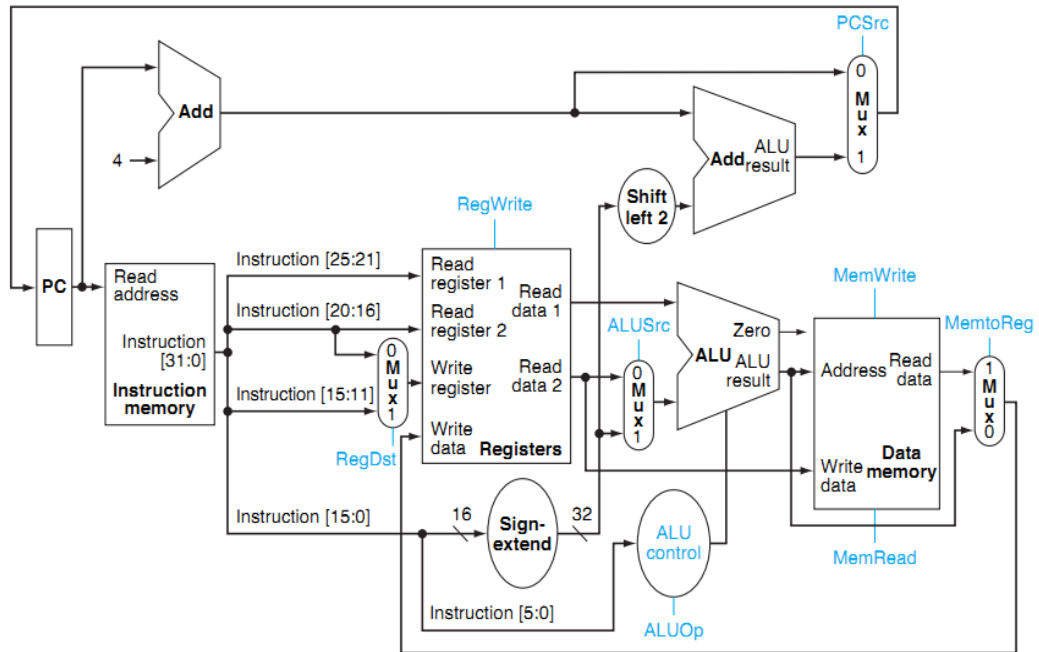 PCSrc
0
M
u
x
1
Add
4
Add
ALU
result
Shift
left 2
RegWrite
PC
Read
address
Instruction
[31:0]
Instruction
memory
Instruction [25:21]
Instruction [20:16]
Instruction [15:11]
Instruction [15:0]
Instruction [5:0]
0
M
u
x
1
RegDst
Read
register 1
Read
register 2
Write
register
Write
data
Read
data 1
Read
data 2
Registers
16
Sign-
extend
32
ALUSrc
0
M
u
x
1
Zero
ALU
ALU
result
ALU
control
ALUOp
MemWrite
Address
Read
data
Write
data
Data
memory
MemRead
MemtoReg
1
M
u
x
0